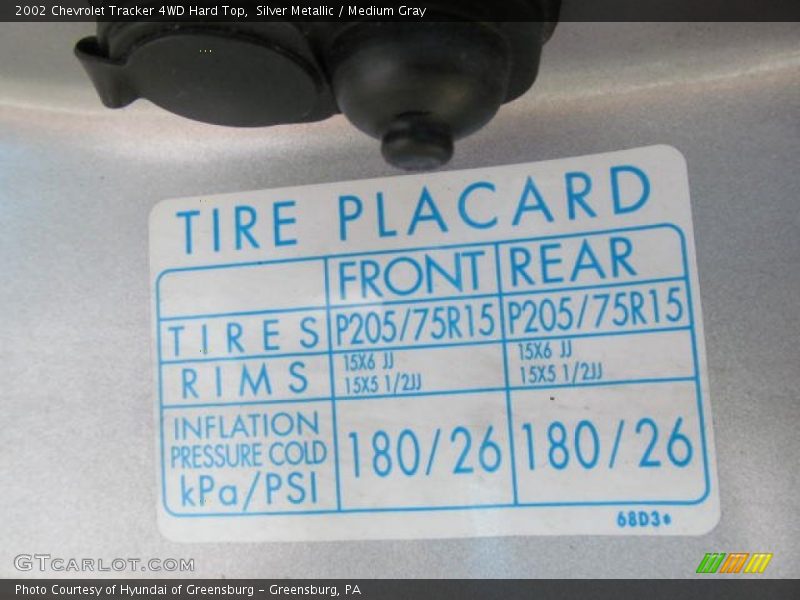 2002 Chevrolet Tracker 4WD Hard Top, Silver Metallic / Medium Gray
TIRE PLACARD
FRONT REAR
TIRES P205/75R15 P205/75R15
RIMS 15X6 JJ 15X6 JJ
15X5 1/2JJ 15X5 1/2JJ
INFLATION
PRESSURE COLD 180/26 180/26
kPa/PSI
68D3*
GTCARLOT.COM
Photo Courtesy of Hyundai of Greensburg - Greensburg, PA